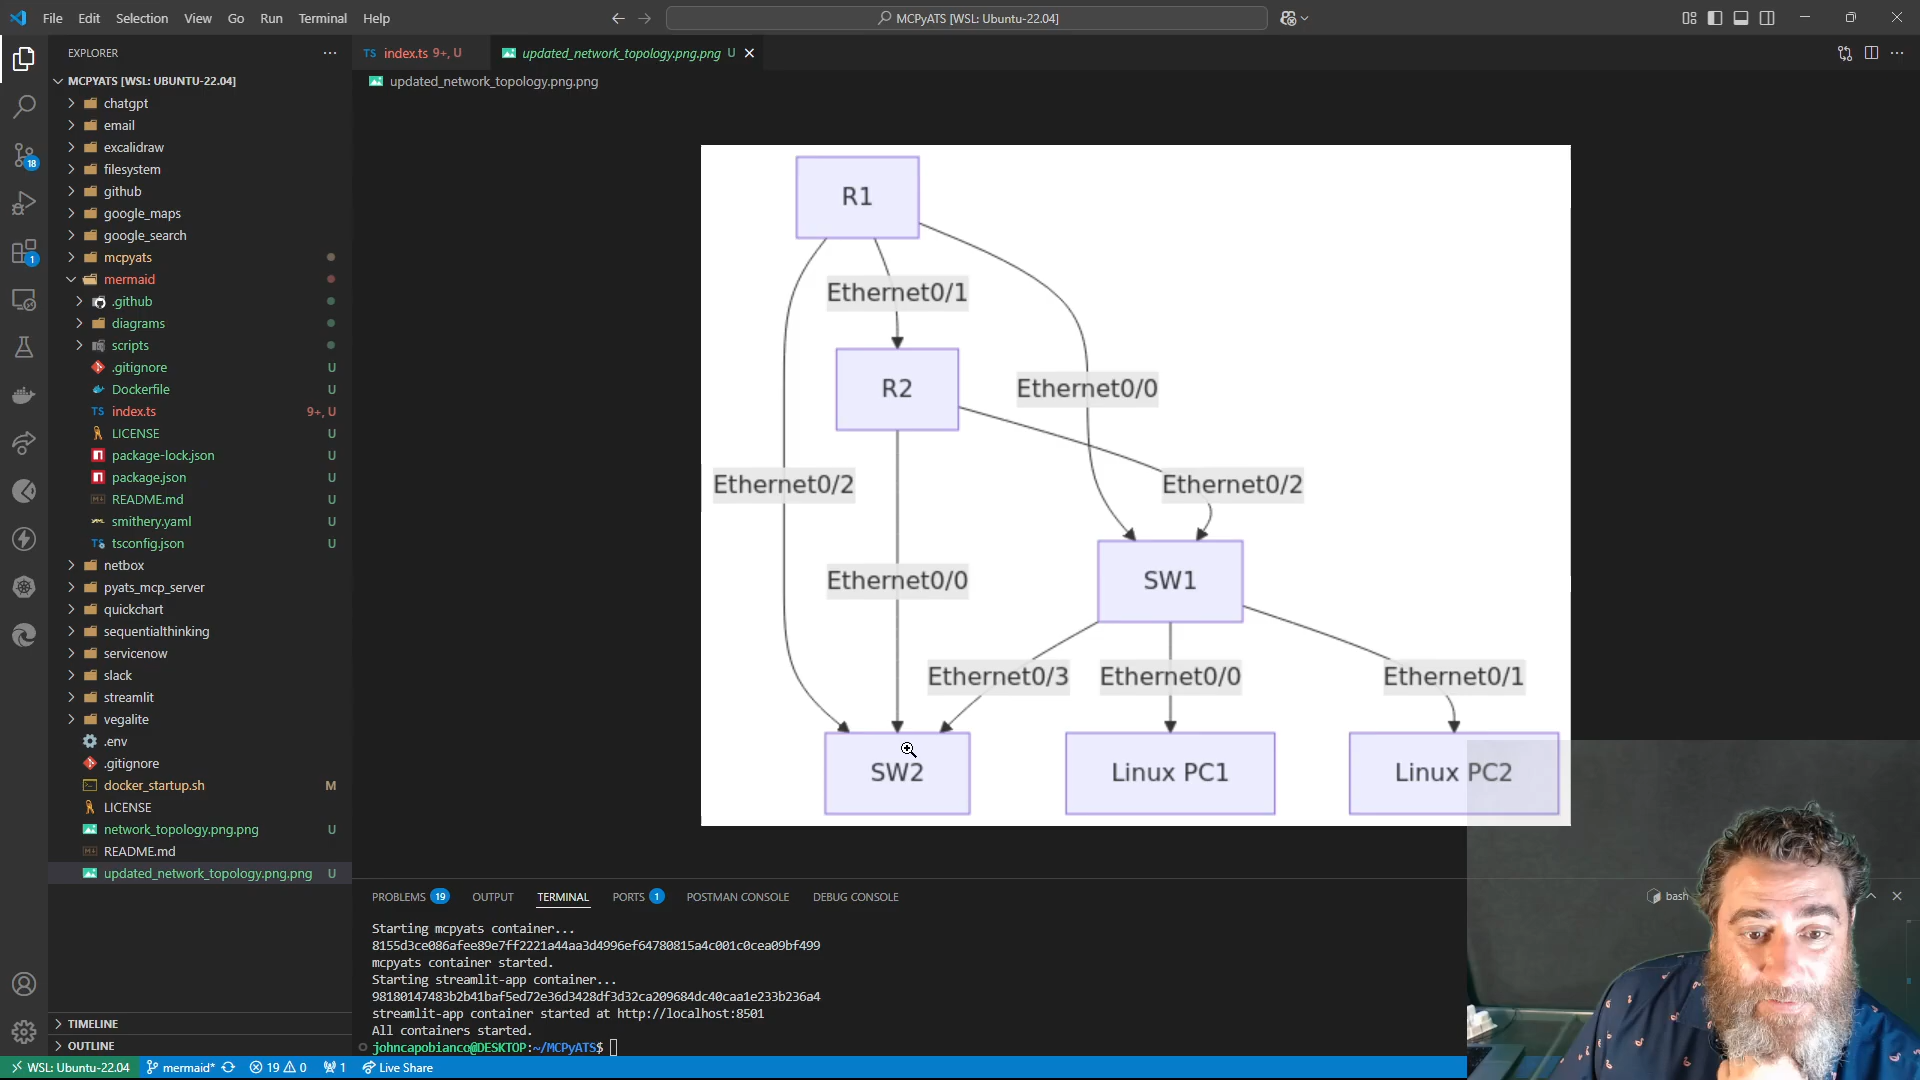 File Edit Selection View Go Run Terminal Help
MCPyATS [WSL: Ubuntu-22.04]
EXPLORER
MCPYATS [WSL: UBUNTU-22.04]
chatgpt
email
excalidraw
filesystem
github
google_maps
google_search
mcpyats
mermaid
.github
diagrams
scripts
.gitignore U
Dockerfile U
TS index.ts 9+, U
LICENSE U
package-lock.json U
package.json U
README.md U
smithery.yaml U
TS tsconfig.json U
netbox
pyats_mcp_server
quickchart
sequentialthinking
servicenow
slack
streamlit
vegalite
.env
.gitignore
docker_startup.sh M
LICENSE
network_topology.png.png U
README.md
updated_network_topology.png.png U
TIMELINE
OUTLINE
18
1
TS index.ts 9+, U
updated_network_topology.png.png U
updated_network_topology.png.png
R1
Ethernet0/1
R2
Ethernet0/0
Ethernet0/2
Ethernet0/2
Ethernet0/0
SW1
Ethernet0/3
Ethernet0/0
Ethernet0/1
SW2
Linux PC1
Linux PC2
PROBLEMS 19 OUTPUT TERMINAL PORTS 1 POSTMAN CONSOLE DEBUG CONSOLE
bash
Starting mcpyats container...
8155d3ce086afee89e7ff2221a44aa3d4996ef64780815a4c001c0cea09bf499
mcpyats container started.
Starting streamlit-app container...
98180147483b2b41baf5ed72e36d3428df3d32ca209684dc40caa1e233b236a4
streamlit-app container started at http://localhost:8501
All containers started.
johncapobianco@DESKTOP:~/MCPyATS$
WSL: Ubuntu-22.04 mermaid* 19 0 1 Live Share